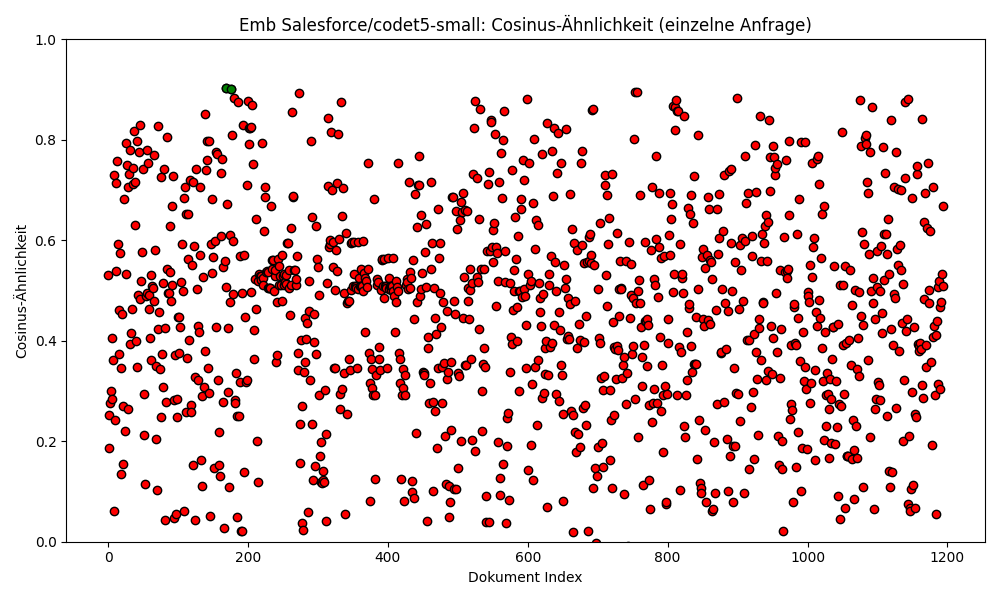 Emb Salesforce/codet5-small: Cosinus-Ähnlichkeit (einzelne Anfrage)
Cosinus-Ähnlichkeit
1.0
0.8
0.6
0.4
0.2
0.0
0 200 400 600 800 1000 1200
Dokument Index